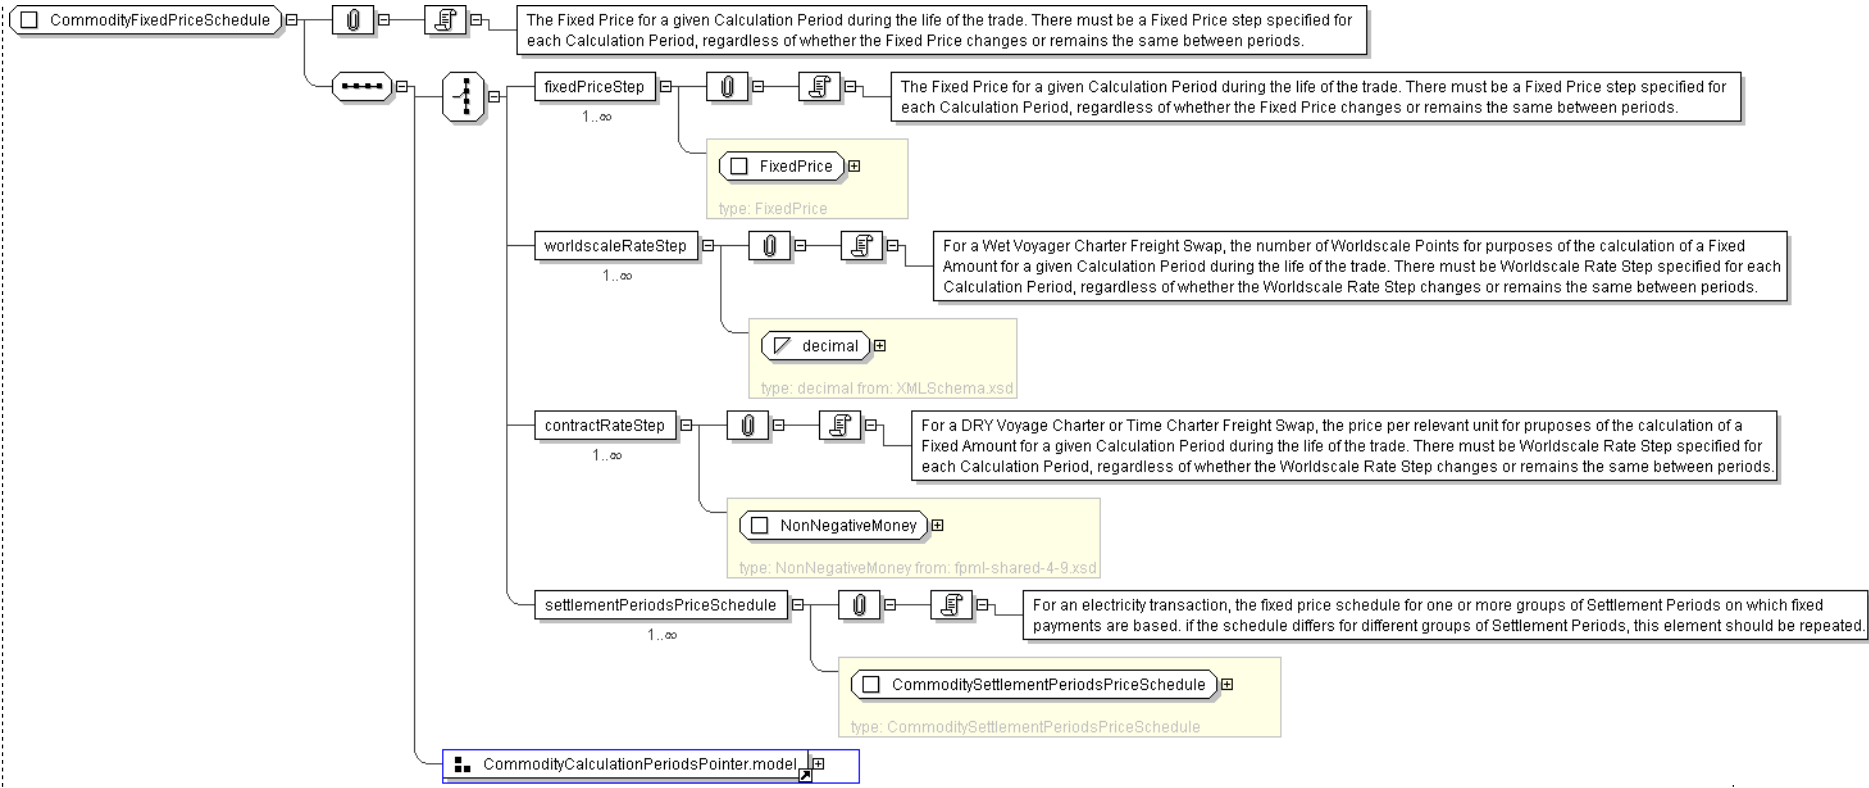 CommodityFixedPriceSchedule
The Fixed Price for a given Calculation Period during the life of the trade. There must be a Fixed Price step specified for
each Calculation Period, regardless of whether the Fixed Price changes or remains the same between periods.
fixedPriceStep
1..∞
The Fixed Price for a given Calculation Period during the life of the trade. There must be a Fixed Price step specified for
each Calculation Period, regardless of whether the Fixed Price changes or remains the same between periods.
FixedPrice
type: FixedPrice
worldscaleRateStep
1..∞
For a Wet Voyager Charter Freight Swap, the number of Worldscale Points for purposes of the calculation of a Fixed
Amount for a given Calculation Period during the life of the trade. There must be Worldscale Rate Step specified for each
Calculation Period, regardless of whether the Worldscale Rate Step changes or remains the same between periods.
decimal
type: decimal from: XMLSchema.xsd
contractRateStep
1..∞
For a DRY Voyage Charter or Time Charter Freight Swap, the price per relevant unit for pruposes of the calculation of a
Fixed Amount for a given Calculation Period during the life of the trade. There must be Worldscale Rate Step specified for
each Calculation Period, regardless of whether the Worldscale Rate Step changes or remains the same between periods.
NonNegativeMoney
type: NonNegativeMoney from: fpml-shared-4-9.xsd
settlementPeriodsPriceSchedule
1..∞
For an electricity transaction, the fixed price schedule for one or more groups of Settlement Periods on which fixed
payments are based. if the schedule differs for different groups of Settlement Periods, this element should be repeated.
CommoditySettlementPeriodsPriceSchedule
type: CommoditySettlementPeriodsPriceSchedule
CommodityCalculationPeriodsPointer.model